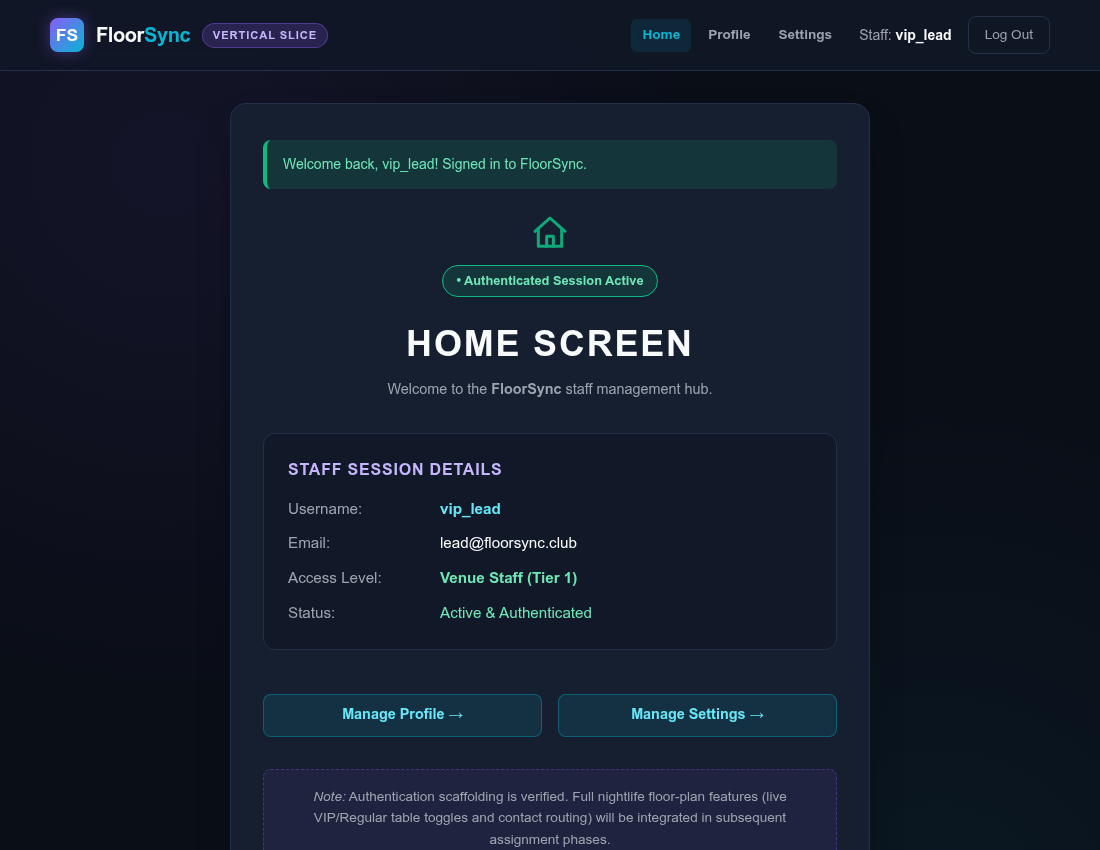 FS FloorSync VERTICAL SLICE Home Profile Settings Staff: vip_lead Log Out
Welcome back, vip_lead! Signed in to FloorSync.
• Authenticated Session Active
HOME SCREEN
Welcome to the FloorSync staff management hub.
STAFF SESSION DETAILS
Username: vip_lead
Email: lead@floorsync.club
Access Level: Venue Staff (Tier 1)
Status: Active & Authenticated
Manage Profile → Manage Settings →
Note: Authentication scaffolding is verified. Full nightlife floor-plan features (live
VIP/Regular table toggles and contact routing) will be integrated in subsequent
assignment phases.